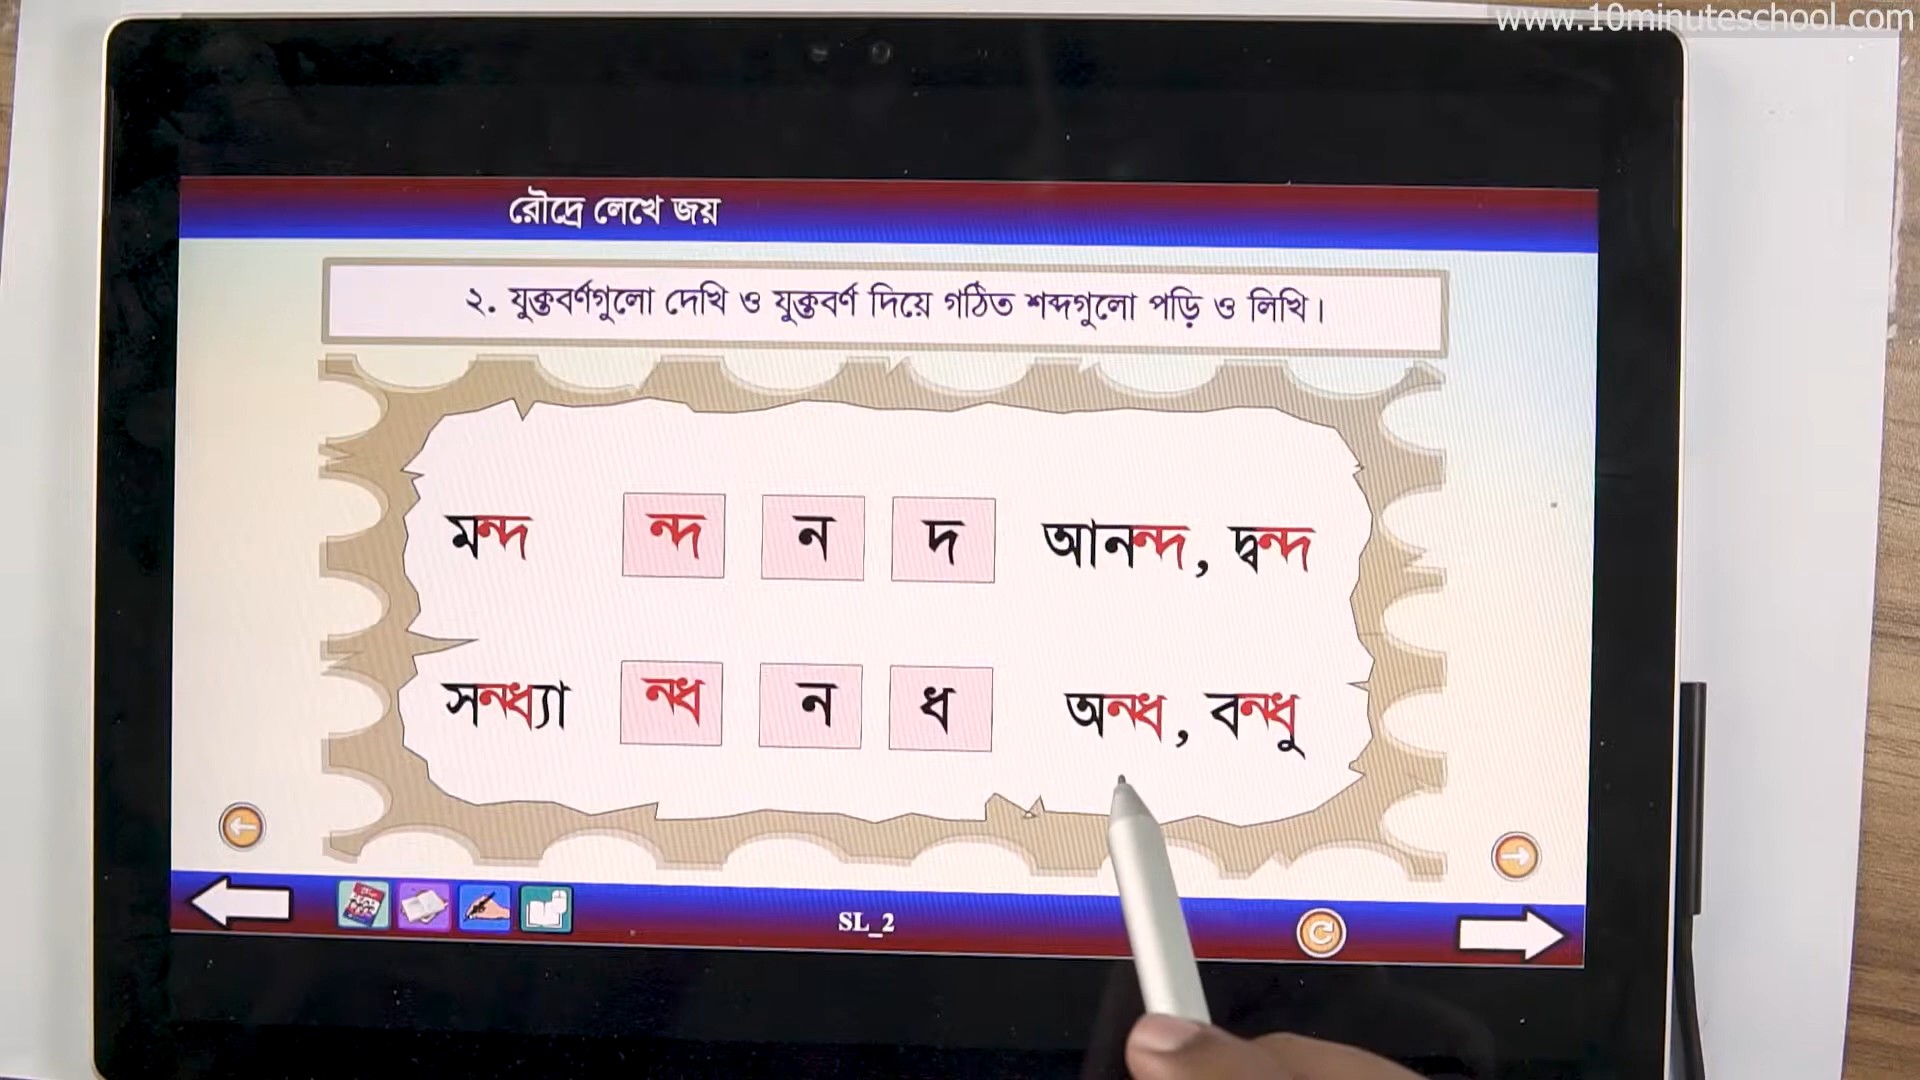 www.10minuteschool.com
রৌদ্রে লেখে জয়
২. যুক্তবর্ণগুলো দেখি ও যুক্তবর্ণ দিয়ে গঠিত শব্দগুলো পড়ি ও লিখি।
মন্দ ন্দ ন দ আনন্দ, দ্বন্দ
সন্ধ্যা ন্ধ ন ধ অন্ধ, বন্ধু
SL_2